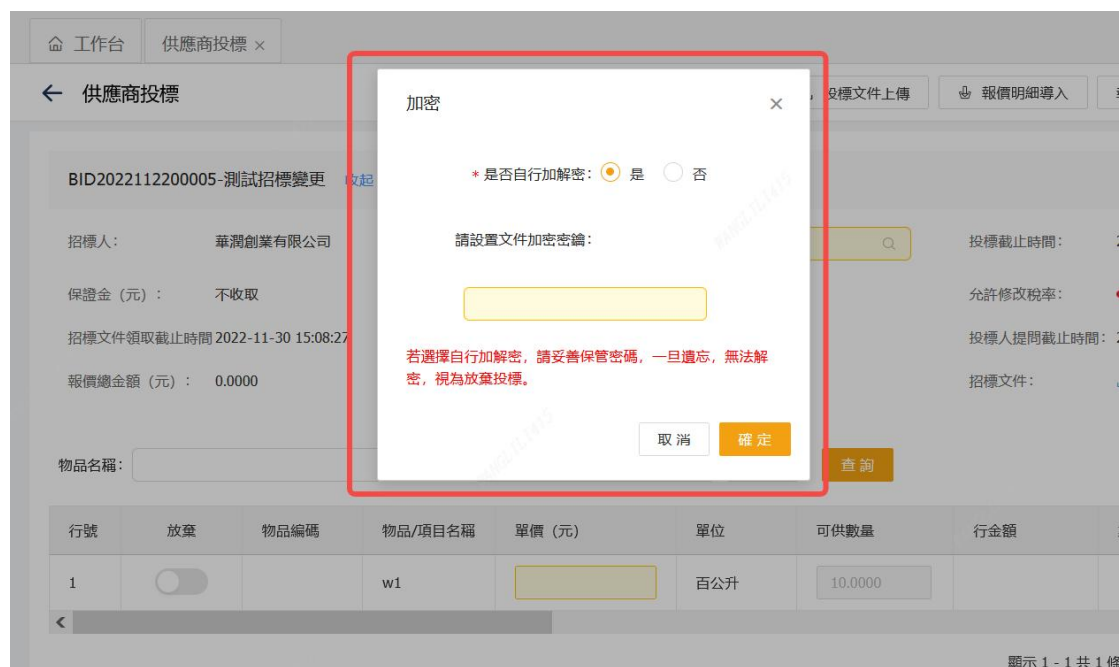 工作台 供應商投標 ×
供應商投標 投標文件上傳 報價明細導入
加密 ×
BID2022112200005-測試招標變更 收起
* 是否自行加解密: 是 否
招標人: 華潤創業有限公司 請設置文件加密密鑰: 投標截止時間:
保證金 (元) : 不收取 允許修改稅率:
招標文件領取截止時間 2022-11-30 15:08:27 投標人提問截止時間:
若選擇自行加解密, 請妥善保管密碼, 一旦遺忘, 無法解
密, 視為放棄投標。
報價總金額 (元) : 0.0000 招標文件:
取 消 確 定
物品名稱: 查 詢
行號 放棄 物品編碼 物品/項目名稱 單價 (元) 單位 可供數量 行金額
1 w1 百公升 10.0000
顯示 1 - 1 共 1 條